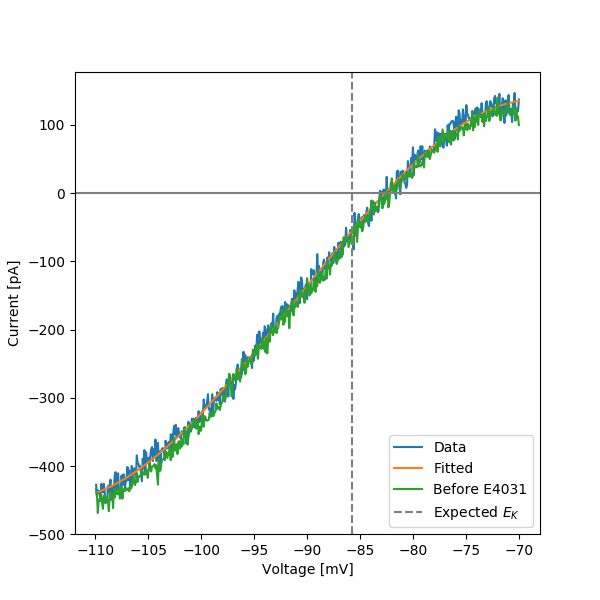 100
0
−100
−200
−300
−400
−500
Current [pA]
−110 −105 −100 −95 −90 −85 −80 −75 −70
Voltage [mV]
Data
Fitted
Before E4031
Expected E_K